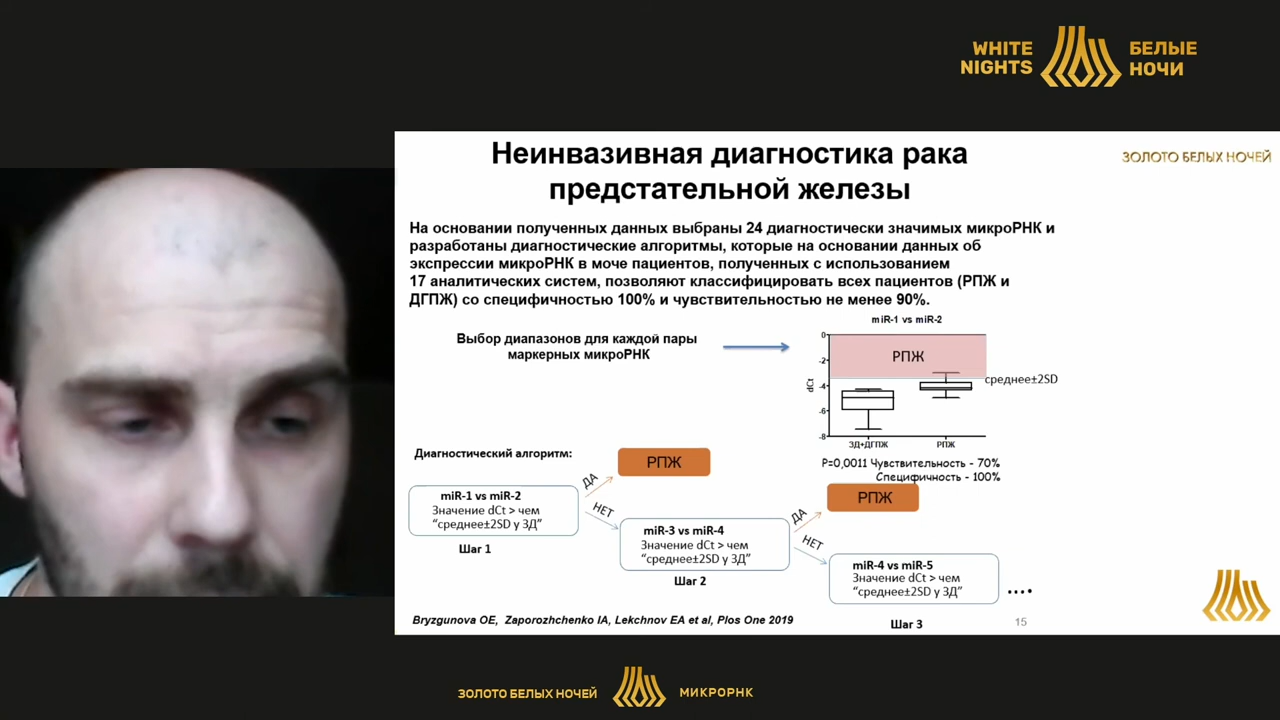 WHITE
NIGHTS
БЕЛЫЕ
НОЧИ
ЗОЛОТО БЕЛЫХ НОЧЕЙ
Неинвазивная диагностика рака
предстательной железы
На основании полученных данных выбраны 24 диагностически значимых микроРНК и
разработаны диагностические алгоритмы, которые на основании данных об
экспрессии микроРНК в моче пациентов, полученных с использованием
17 аналитических систем, позволяют классифицировать всех пациентов (РПЖ и
ДГПЖ) со специфичностью 100% и чувствительностью не менее 90%.
Выбор диапазонов для каждой пары
маркерных микроРНК
miR-1 vs miR-2
0
-2
-4
-6
-8
dCt
РПЖ
среднее±2SD
ЗД+ДГПЖ
РПЖ
P=0,0011 Чувствительность - 70%
Специфичность - 100%
Диагностический алгоритм:
miR-1 vs miR-2
Значение dCt > чем
“среднее±2SD у ЗД”
Шаг 1
ДА
РПЖ
НЕТ
miR-3 vs miR-4
Значение dCt > чем
“среднее±2SD у ЗД”
Шаг 2
ДА
РПЖ
НЕТ
miR-4 vs miR-5
Значение dCt > чем
“среднее±2SD у ЗД”
Шаг 3
....
Bryzgunova OE, Zaporozhchenko IA, Lekchnov EA et al, Plos One 2019
15
ЗОЛОТО БЕЛЫХ НОЧЕЙ
МИКРОРНК